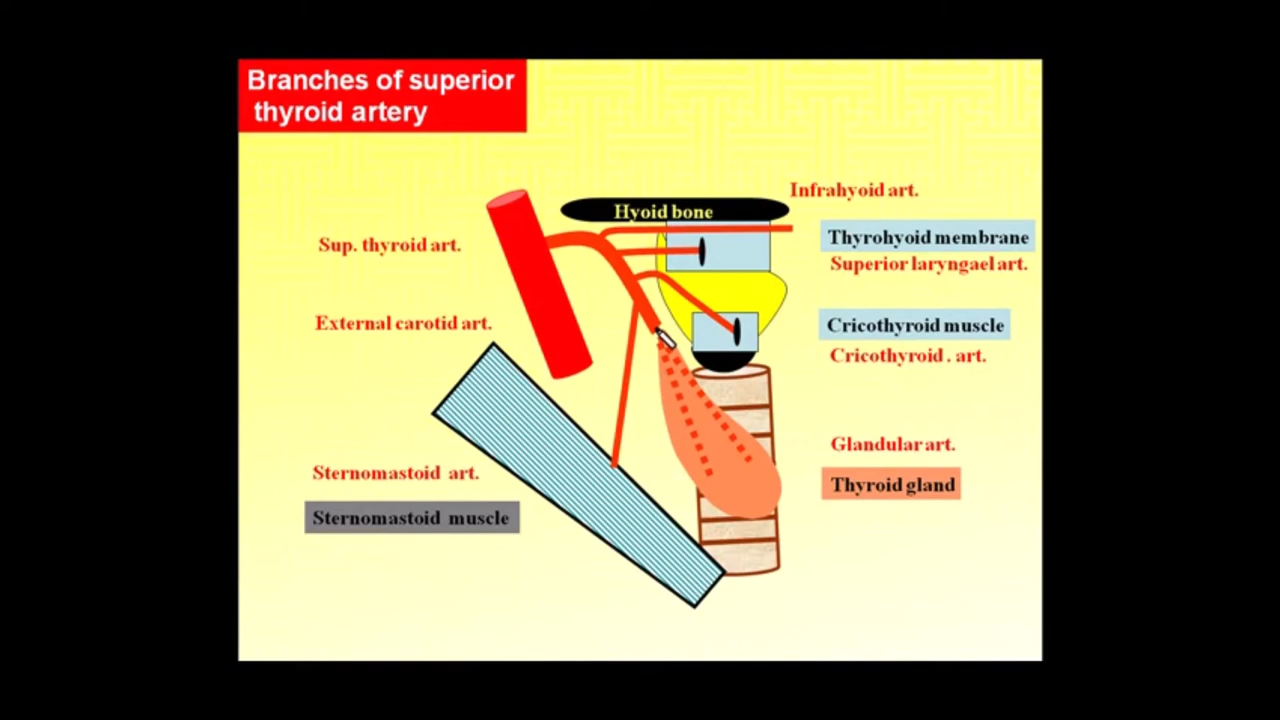 Branches of superior
thyroid artery
Infrahyoid art.
Hyoid bone
Thyrohyoid membrane
Sup. thyroid art.
Superior laryngael art.
External carotid art.
Cricothyroid muscle
Cricothyroid . art.
Glandular art.
Sternomastoid art.
Thyroid gland
Sternomastoid muscle